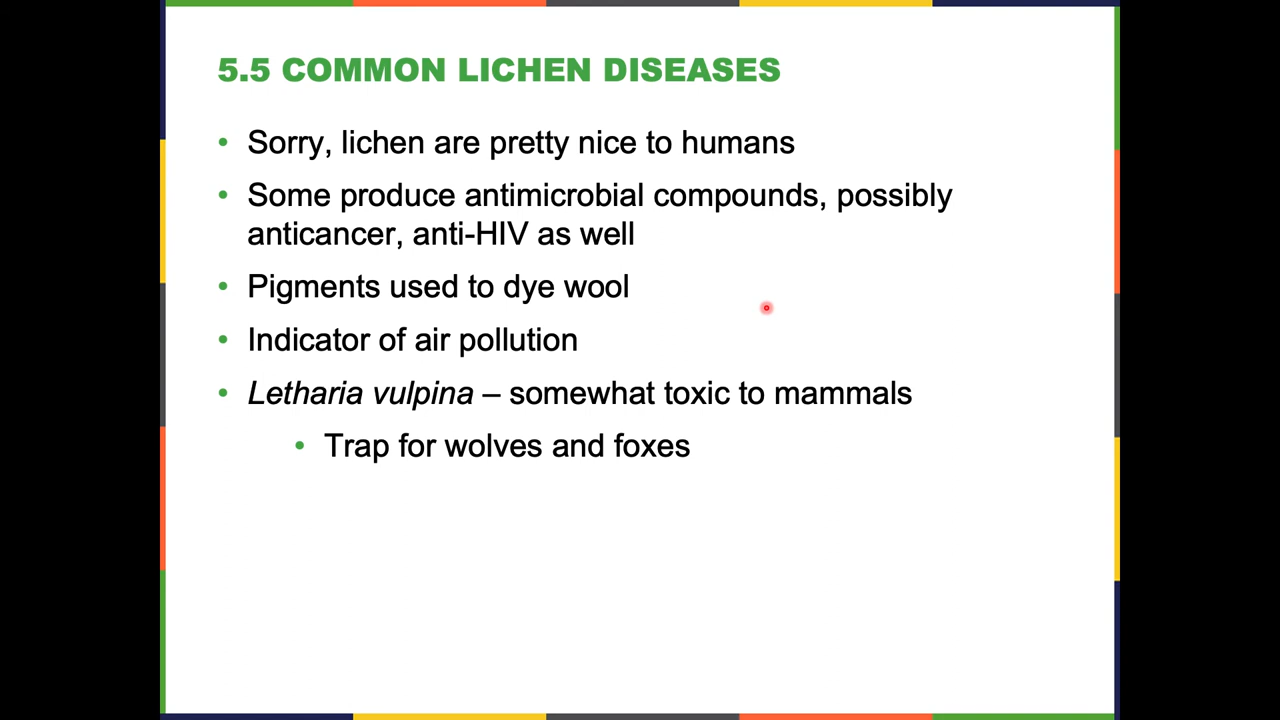 5.5 COMMON LICHEN DISEASES
• Sorry, lichen are pretty nice to humans
• Some produce antimicrobial compounds, possibly
anticancer, anti-HIV as well
• Pigments used to dye wool
• Indicator of air pollution
• Letharia vulpina – somewhat toxic to mammals
• Trap for wolves and foxes